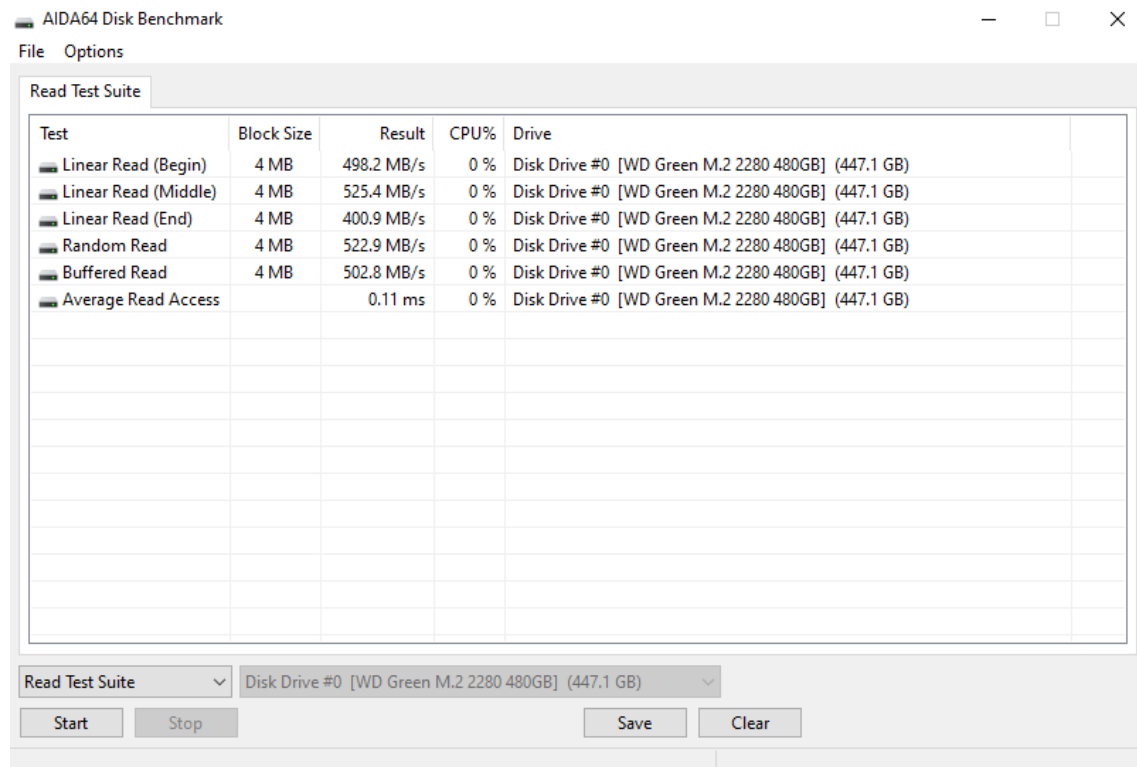 AIDA64 Disk Benchmark
File Options
Read Test Suite
Test Block Size Result CPU% Drive
Linear Read (Begin) 4 MB 498.2 MB/s 0 % Disk Drive #0 [WD Green M.2 2280 480GB] (447.1 GB)
Linear Read (Middle) 4 MB 525.4 MB/s 0 % Disk Drive #0 [WD Green M.2 2280 480GB] (447.1 GB)
Linear Read (End) 4 MB 400.9 MB/s 0 % Disk Drive #0 [WD Green M.2 2280 480GB] (447.1 GB)
Random Read 4 MB 522.9 MB/s 0 % Disk Drive #0 [WD Green M.2 2280 480GB] (447.1 GB)
Buffered Read 4 MB 502.8 MB/s 0 % Disk Drive #0 [WD Green M.2 2280 480GB] (447.1 GB)
Average Read Access 0.11 ms 0 % Disk Drive #0 [WD Green M.2 2280 480GB] (447.1 GB)
Read Test Suite Disk Drive #0 [WD Green M.2 2280 480GB] (447.1 GB)
Start Stop Save Clear